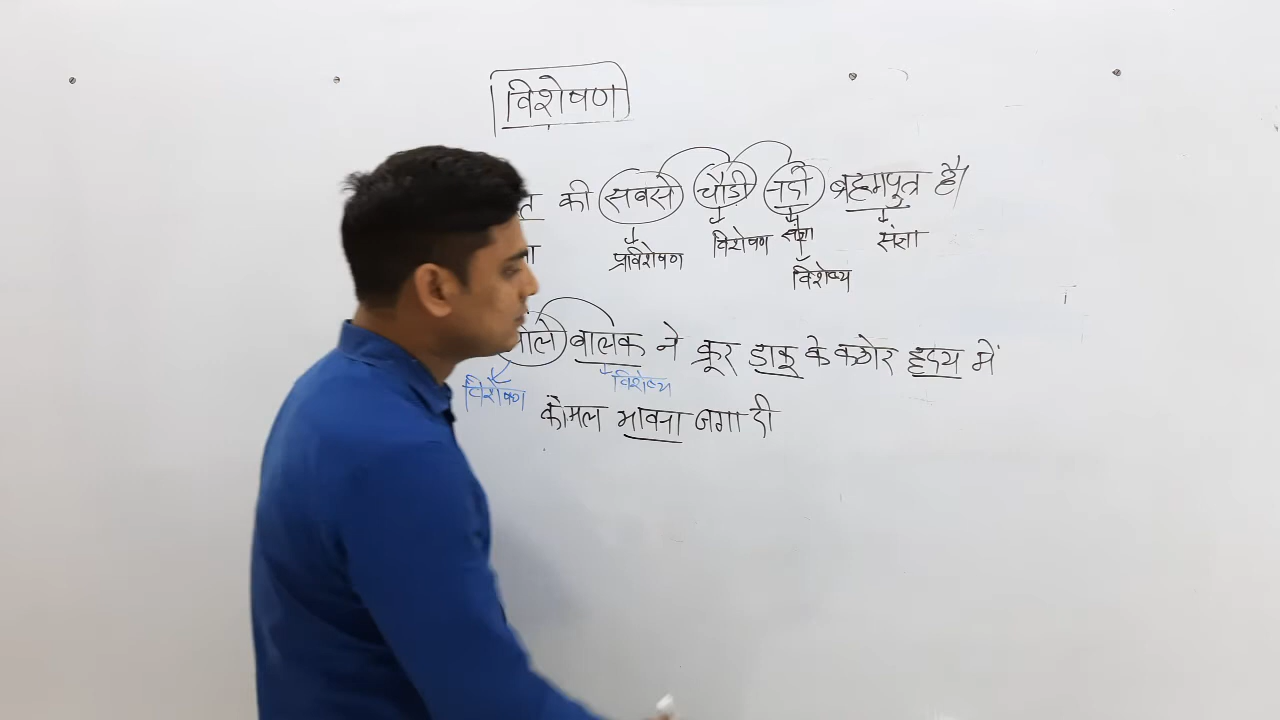 विशेषण
की सबसे चौडी नदी ब्रह्मपुत्र है।
प्रविशेषण विशेषण संज्ञा संज्ञा
विशेष्य
बालक ने क्रूर डाकू के कठोर हृदय में
विशेषण विशेष्य
कोमल भावना जगा दी